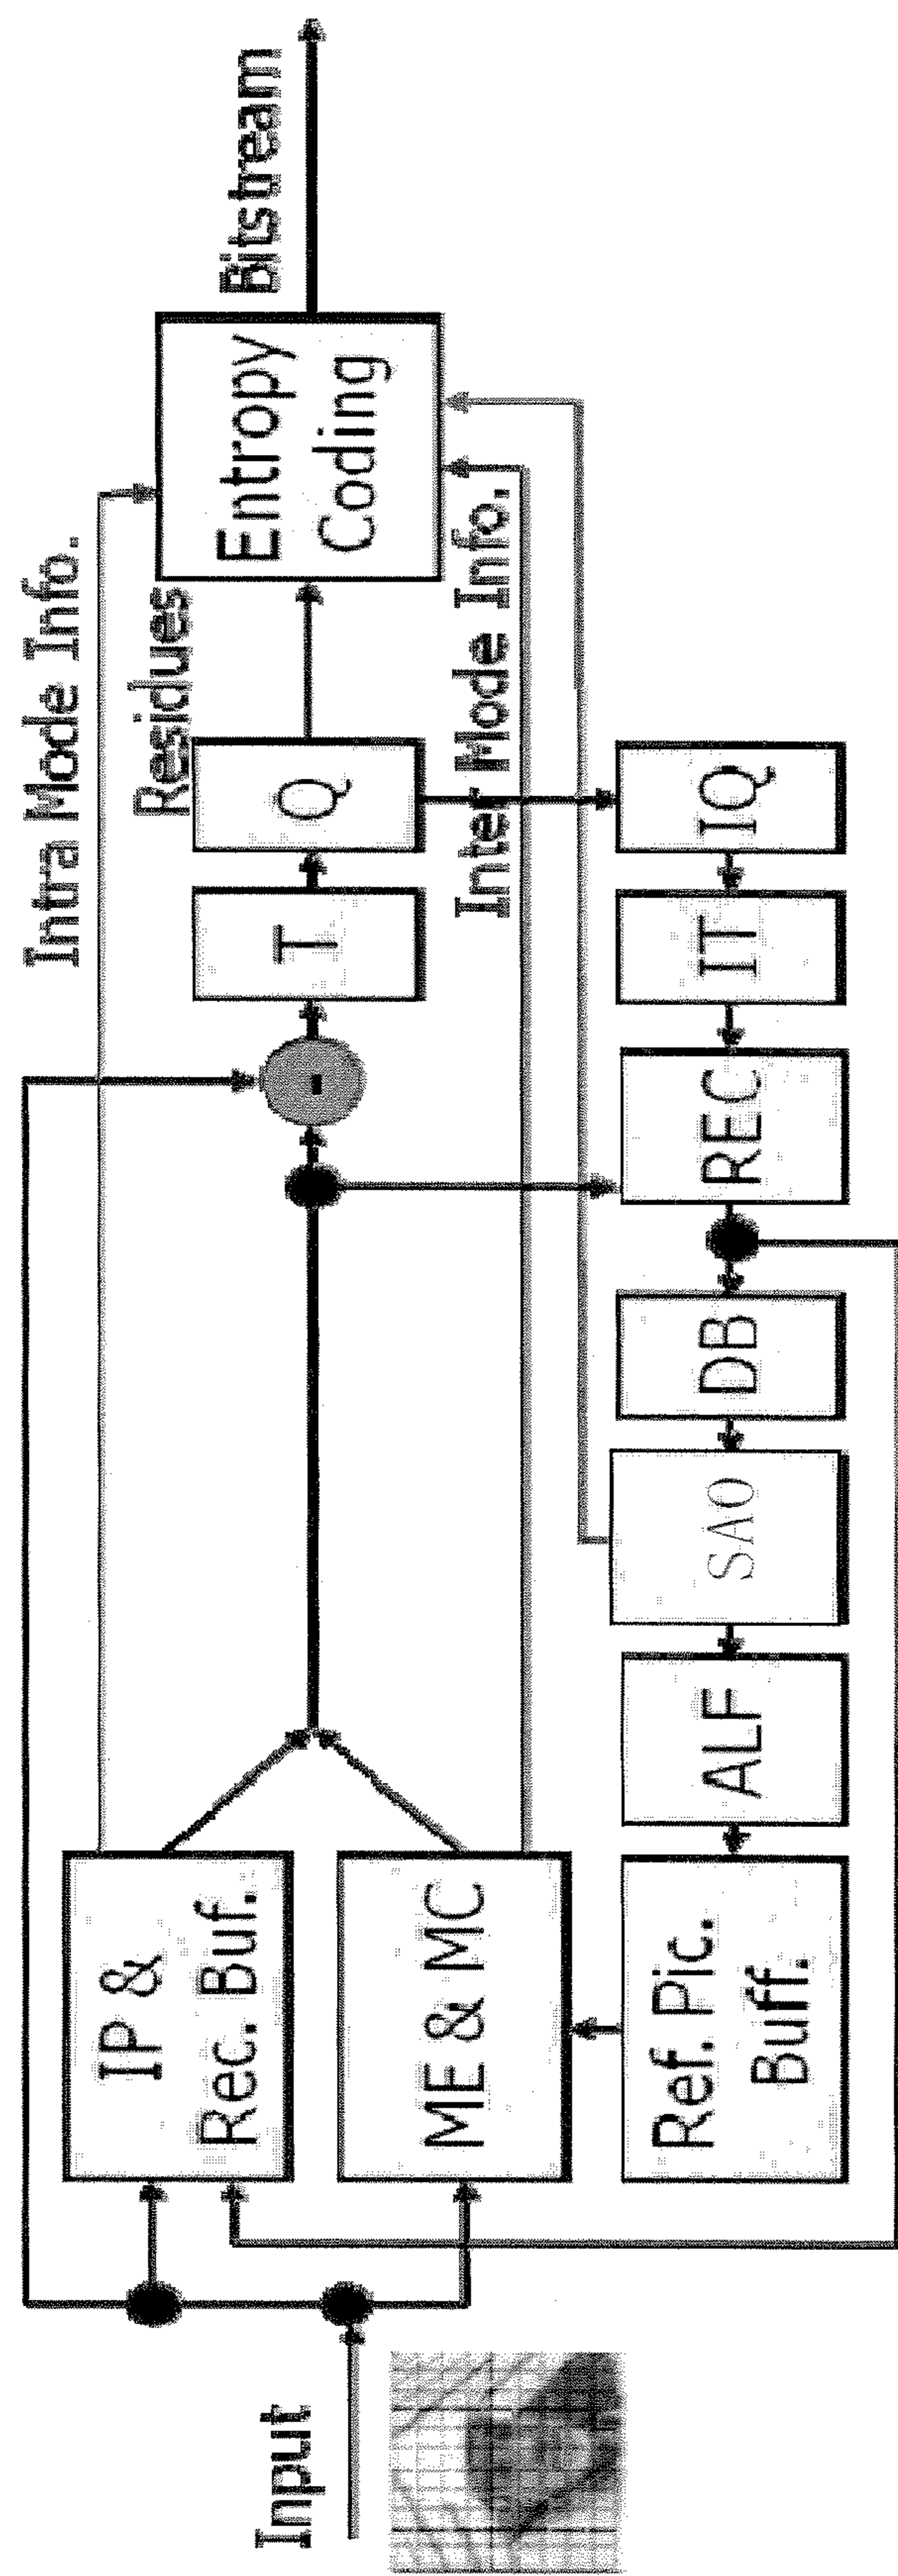 Input
IP &
Rec. Buf.
ME & MC
Ref. Pic.
Buff.
ALF
SAO
DB
REC
IT
IQ
-
T
Q
Intra Mode Info.
Residues
Inter Mode Info.
Entropy
Coding
Bitstream